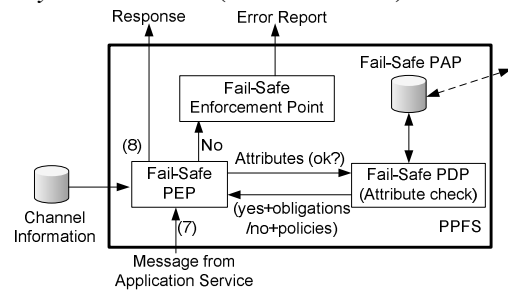 Response
Error Report
Fail-Safe PAP
Fail-Safe
Enforcement Point
(8)
No
Attributes (ok?)
Fail-Safe
PEP
Fail-Safe PDP
(Attribute check)
(yes+obligations
/no+policies)
PPFS
Channel
Information
(7)
Message from
Application Service